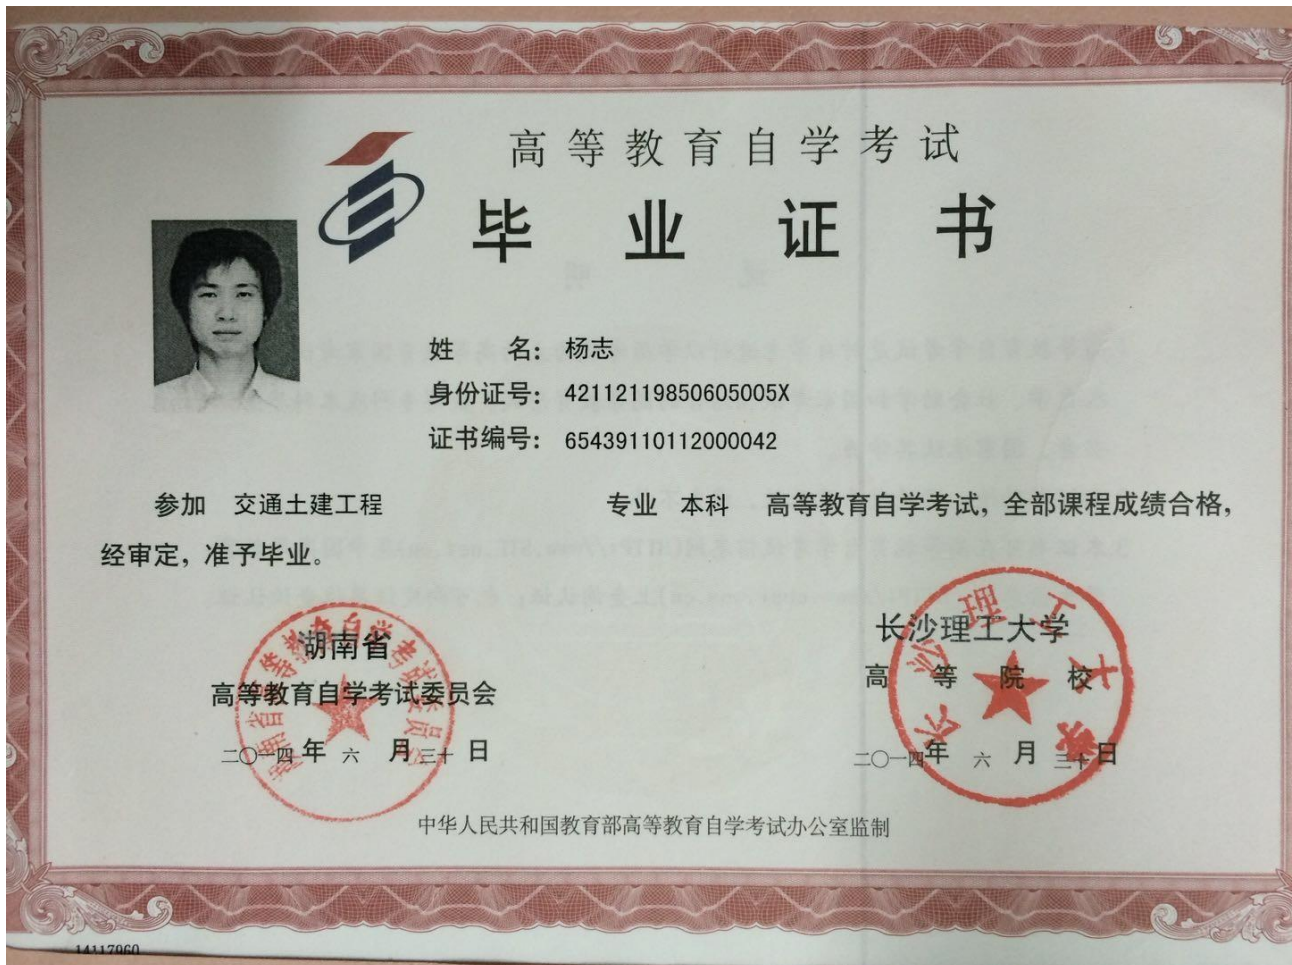 高等教育自学考试
毕业证书
姓名：杨志
身份证号：42112119850605005X
证书编号：65439110112000042
参加 交通土建工程 专业 本科 高等教育自学考试，全部课程成绩合格，
经审定，准予毕业。
湖南省
高等教育自学考试委员会
二〇一四年六月三十日
长沙理工大学
高等院校
二〇一四年六月三十日
中华人民共和国教育部高等教育自学考试办公室监制
14117960